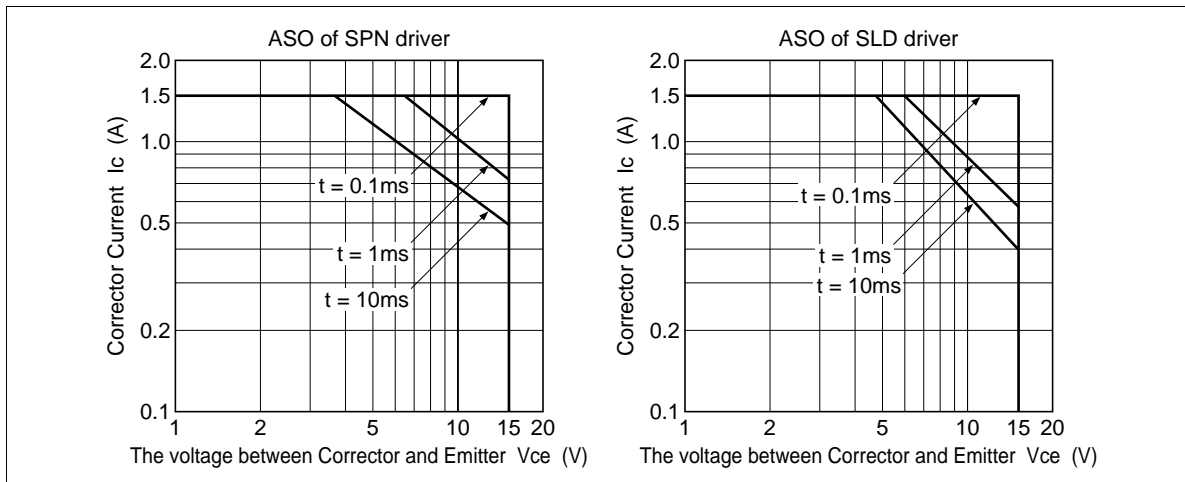 ASO of SPN driver
2.0
1.5
1.0
0.5
0.2
0.1
Corrector Current Ic (A)
t = 0.1ms
t = 1ms
t = 10ms
1 2 5 10 15 20
The voltage between Corrector and Emitter Vce (V)
ASO of SLD driver
2.0
1.5
1.0
0.5
0.2
0.1
Corrector Current Ic (A)
t = 0.1ms
t = 1ms
t = 10ms
1 2 5 10 15 20
The voltage between Corrector and Emitter Vce (V)